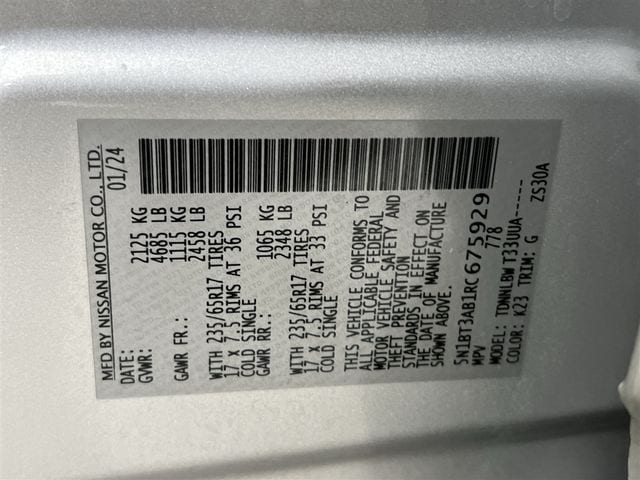 MFD BY NISSAN MOTOR CO., LTD.
DATE: 01/24
GVWR: 2125 KG
4685 LB
GAWR FR.: 1115 KG
2458 LB
WITH 235/65R17 TIRES
17 X 7.5 RIMS AT 36 PSI
COLD SINGLE
GAWR RR.: 1065 KG
2348 LB
WITH 235/65R17 TIRES
17 X 7.5 RIMS AT 33 PSI
COLD SINGLE
THIS VEHICLE CONFORMS TO
ALL APPLICABLE FEDERAL
MOTOR VEHICLE SAFETY AND
THEFT PREVENTION
STANDARDS IN EFFECT ON
THE DATE OF MANUFACTURE
SHOWN ABOVE.
5N1BT3AB1RC675929
MPV 778
MODEL: TDNNLBW T33UUA------
COLOR: K23 TRIM: G ZS30A